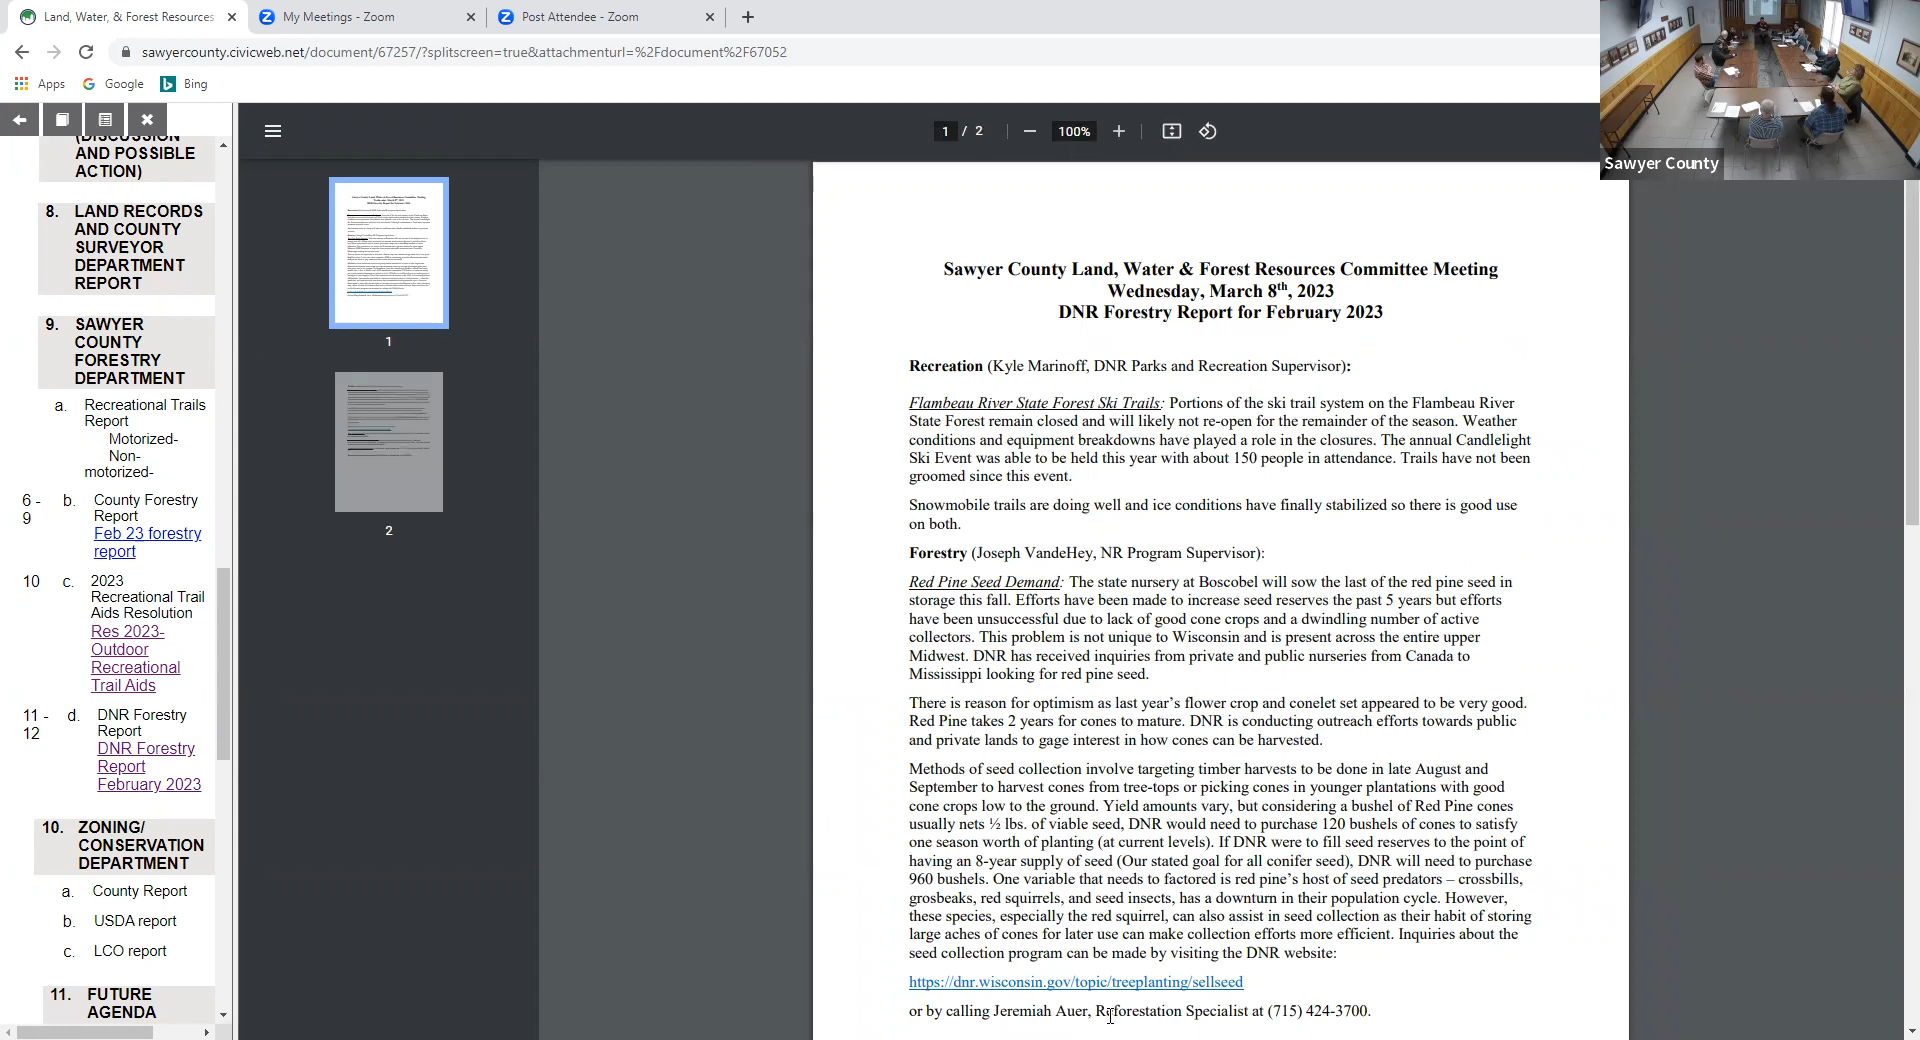 Land, Water, & Forest Resources
My Meetings - Zoom
Post Attendee - Zoom
sawyercounty.civicweb.net/document/67257/?splitscreen=true&attachmenturl=%2Fdocument%2F67052
Apps
Google
Bing
(DISCUSSION
AND POSSIBLE
ACTION)
8. LAND RECORDS
AND COUNTY
SURVEYOR
DEPARTMENT
REPORT
9. SAWYER
COUNTY
FORESTRY
DEPARTMENT
a. Recreational Trails
Report
Motorized-
Non-
motorized-
6 - b. County Forestry
9 Report
Feb 23 forestry
report
10 c. 2023
Recreational Trail
Aids Resolution
Res 2023-
Outdoor
Recreational
Trail Aids
11 - d. DNR Forestry
12 Report
DNR Forestry
Report
February 2023
10. ZONING/
CONSERVATION
DEPARTMENT
a. County Report
b. USDA report
c. LCO report
11. FUTURE
AGENDA
1 / 2
100%
1
2
Sawyer County
Sawyer County Land, Water & Forest Resources Committee Meeting
Wednesday, March 8th, 2023
DNR Forestry Report for February 2023
Recreation (Kyle Marinoff, DNR Parks and Recreation Supervisor):
Flambeau River State Forest Ski Trails: Portions of the ski trail system on the Flambeau River
State Forest remain closed and will likely not re-open for the remainder of the season. Weather
conditions and equipment breakdowns have played a role in the closures. The annual Candlelight
Ski Event was able to be held this year with about 150 people in attendance. Trails have not been
groomed since this event.
Snowmobile trails are doing well and ice conditions have finally stabilized so there is good use
on both.
Forestry (Joseph VandeHey, NR Program Supervisor):
Red Pine Seed Demand: The state nursery at Boscobel will sow the last of the red pine seed in
storage this fall. Efforts have been made to increase seed reserves the past 5 years but efforts
have been unsuccessful due to lack of good cone crops and a dwindling number of active
collectors. This problem is not unique to Wisconsin and is present across the entire upper
Midwest. DNR has received inquiries from private and public nurseries from Canada to
Mississippi looking for red pine seed.
There is reason for optimism as last year's flower crop and conelet set appeared to be very good.
Red Pine takes 2 years for cones to mature. DNR is conducting outreach efforts towards public
and private lands to gage interest in how cones can be harvested.
Methods of seed collection involve targeting timber harvests to be done in late August and
September to harvest cones from tree-tops or picking cones in younger plantations with good
cone crops low to the ground. Yield amounts vary, but considering a bushel of Red Pine cones
usually nets ½ lbs. of viable seed, DNR would need to purchase 120 bushels of cones to satisfy
one season worth of planting (at current levels). If DNR were to fill seed reserves to the point of
having an 8-year supply of seed (Our stated goal for all conifer seed), DNR will need to purchase
960 bushels. One variable that needs to factored is red pine's host of seed predators – crossbills,
grosbeaks, red squirrels, and seed insects, has a downturn in their population cycle. However,
these species, especially the red squirrel, can also assist in seed collection as their habit of storing
large aches of cones for later use can make collection efforts more efficient. Inquiries about the
seed collection program can be made by visiting the DNR website:
https://dnr.wisconsin.gov/topic/treeplanting/sellseed
or by calling Jeremiah Auer, Reforestation Specialist at (715) 424-3700.